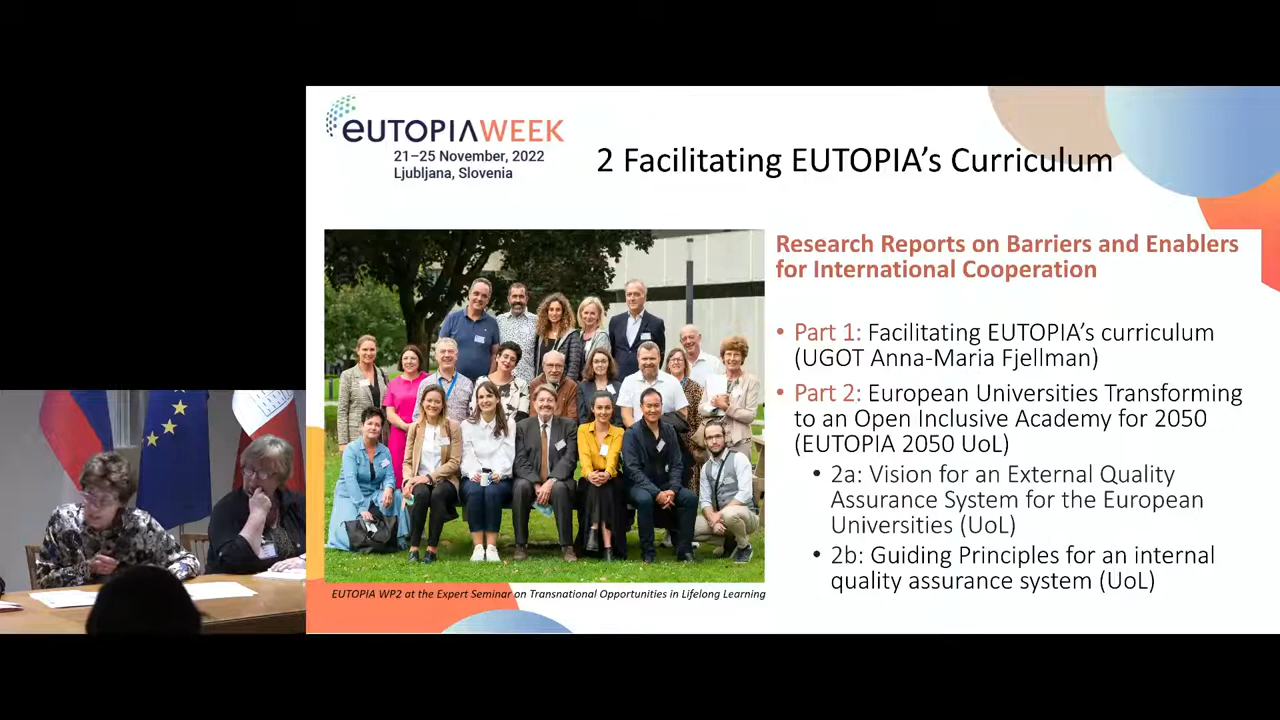 eUTOPIAWEEK
21–25 November, 2022
Ljubljana, Slovenia
2 Facilitating EUTOPIA’s Curriculum
EUTOPIA WP2 at the Expert Seminar on Transnational Opportunities in Lifelong Learning
Research Reports on Barriers and Enablers
for International Cooperation
• Part 1: Facilitating EUTOPIA’s curriculum
(UGOT Anna-Maria Fjellman)
• Part 2: European Universities Transforming
to an Open Inclusive Academy for 2050
(EUTOPIA 2050 UoL)
• 2a: Vision for an External Quality
Assurance System for the European
Universities (UoL)
• 2b: Guiding Principles for an internal
quality assurance system (UoL)